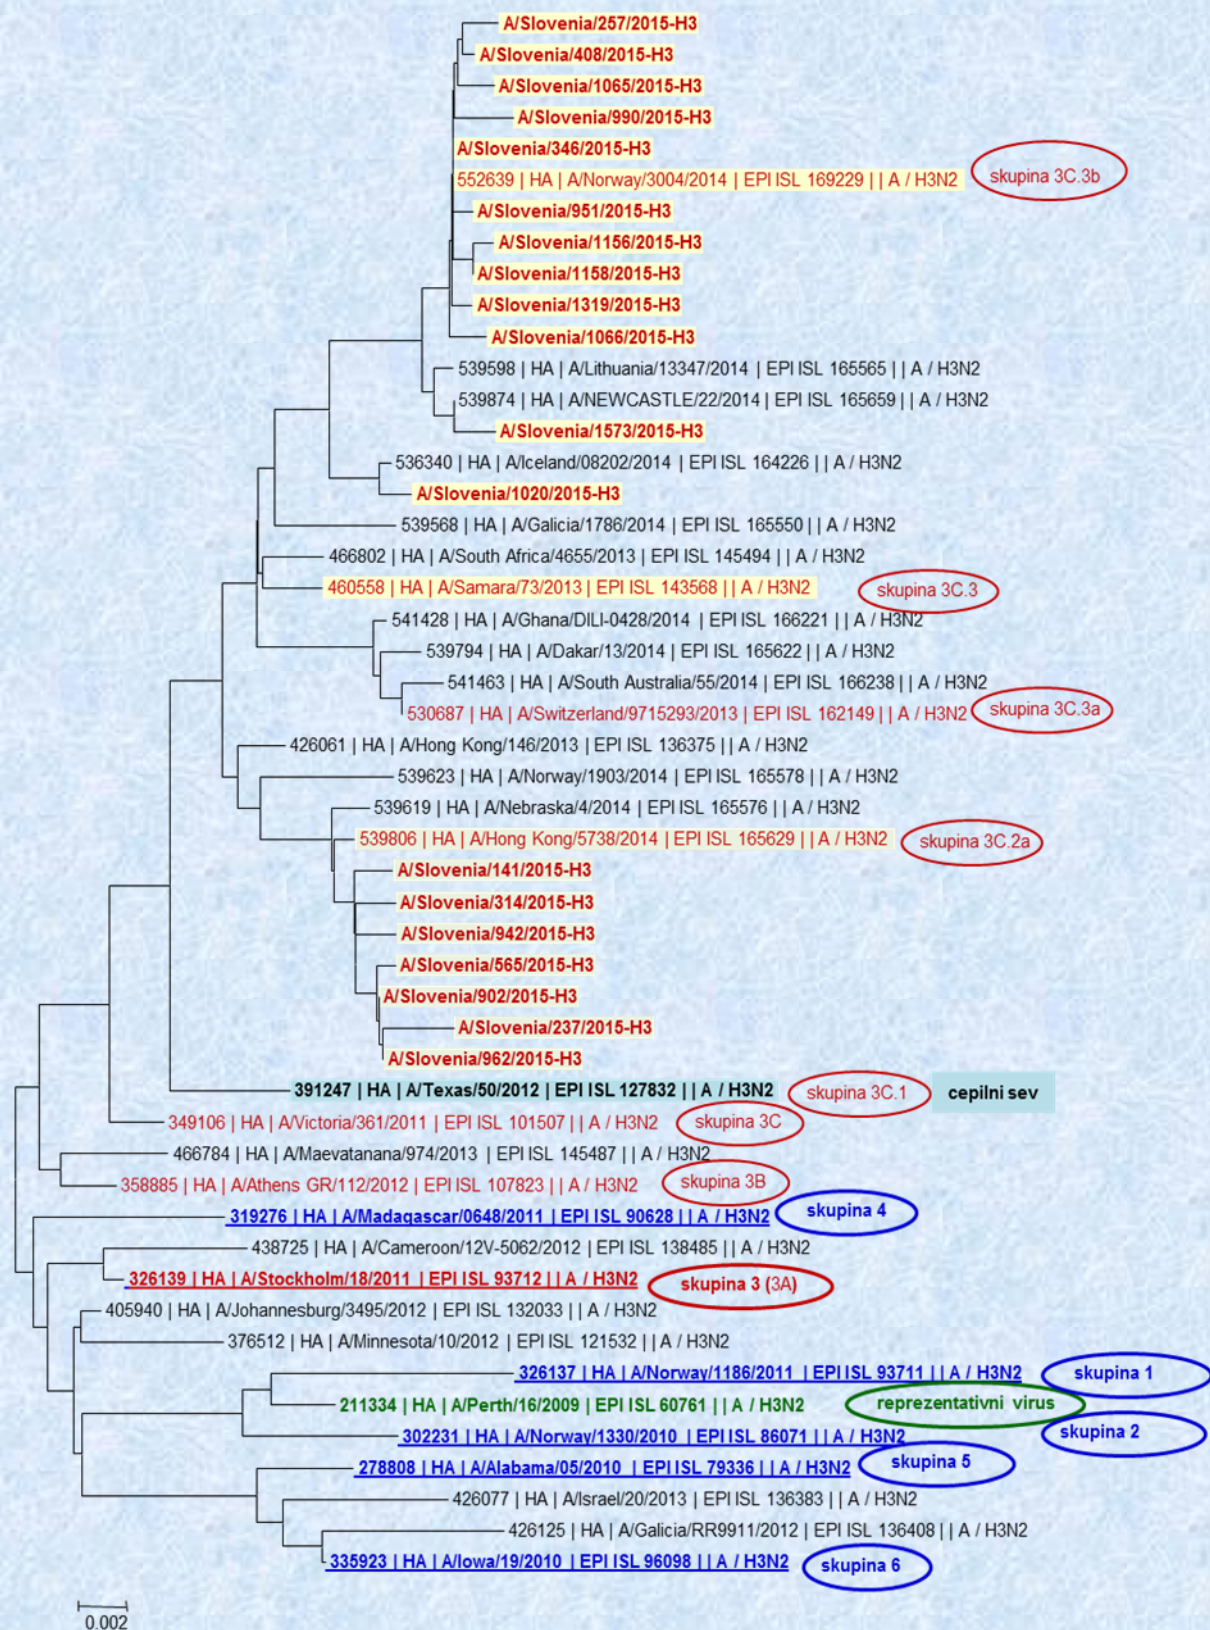 A/Slovenia/257/2015-H3
A/Slovenia/408/2015-H3
A/Slovenia/1065/2015-H3
A/Slovenia/990/2015-H3
A/Slovenia/346/2015-H3
552639 | HA | A/Norway/3004/2014 | EPI ISL 169229 | | A / H3N2 skupina 3C.3b
A/Slovenia/951/2015-H3
A/Slovenia/1156/2015-H3
A/Slovenia/1158/2015-H3
A/Slovenia/1319/2015-H3
A/Slovenia/1066/2015-H3
539598 | HA | A/Lithuania/13347/2014 | EPI ISL 165565 | | A / H3N2
539874 | HA | A/NEWCASTLE/22/2014 | EPI ISL 165659 | | A / H3N2
A/Slovenia/1573/2015-H3
536340 | HA | A/Iceland/08202/2014 | EPI ISL 164226 | | A / H3N2
A/Slovenia/1020/2015-H3
539568 | HA | A/Galicia/1786/2014 | EPI ISL 165550 | | A / H3N2
466802 | HA | A/South Africa/4655/2013 | EPI ISL 145494 | | A / H3N2
460558 | HA | A/Samara/73/2013 | EPI ISL 143568 | | A / H3N2 skupina 3C.3
541428 | HA | A/Ghana/DILI-0428/2014 | EPI ISL 166221 | | A / H3N2
539794 | HA | A/Dakar/13/2014 | EPI ISL 165622 | | A / H3N2
541463 | HA | A/South Australia/55/2014 | EPI ISL 166238 | | A / H3N2
530687 | HA | A/Switzerland/9715293/2013 | EPI ISL 162149 | | A / H3N2 skupina 3C.3a
426061 | HA | A/Hong Kong/146/2013 | EPI ISL 136375 | | A / H3N2
539623 | HA | A/Norway/1903/2014 | EPI ISL 165578 | | A / H3N2
539619 | HA | A/Nebraska/4/2014 | EPI ISL 165576 | | A / H3N2
539806 | HA | A/Hong Kong/5738/2014 | EPI ISL 165629 | | A / H3N2 skupina 3C.2a
A/Slovenia/141/2015-H3
A/Slovenia/314/2015-H3
A/Slovenia/942/2015-H3
A/Slovenia/565/2015-H3
A/Slovenia/902/2015-H3
A/Slovenia/237/2015-H3
A/Slovenia/962/2015-H3
391247 | HA | A/Texas/50/2012 | EPI ISL 127832 | | A / H3N2 skupina 3C.1 cepilni sev
349106 | HA | A/Victoria/361/2011 | EPI ISL 101507 | | A / H3N2 skupina 3C
466784 | HA | A/Maevatanana/974/2013 | EPI ISL 145487 | | A / H3N2
358885 | HA | A/Athens GR/112/2012 | EPI ISL 107823 | | A / H3N2 skupina 3B
319276 | HA | A/Madagascar/0648/2011 | EPI ISL 90628 | | A / H3N2 skupina 4
438725 | HA | A/Cameroon/12V-5062/2012 | EPI ISL 138485 | | A / H3N2
326139 | HA | A/Stockholm/18/2011 | EPI ISL 93712 | | A / H3N2 skupina 3 (3A)
405940 | HA | A/Johannesburg/3495/2012 | EPI ISL 132033 | | A / H3N2
376512 | HA | A/Minnesota/10/2012 | EPI ISL 121532 | | A / H3N2
326137 | HA | A/Norway/1186/2011 | EPI ISL 93711 | | A / H3N2 skupina 1
211334 | HA | A/Perth/16/2009 | EPI ISL 60761 | | A / H3N2 reprezentativni virus
302231 | HA | A/Norway/1330/2010 | EPI ISL 86071 | | A / H3N2 skupina 2
278808 | HA | A/Alabama/05/2010 | EPI ISL 79336 | | A / H3N2 skupina 5
426077 | HA | A/Israel/20/2013 | EPI ISL 136383 | | A / H3N2
426125 | HA | A/Galicia/RR9911/2012 | EPI ISL 136408 | | A / H3N2
335923 | HA | A/Iowa/19/2010 | EPI ISL 96098 | | A / H3N2 skupina 6
0.002